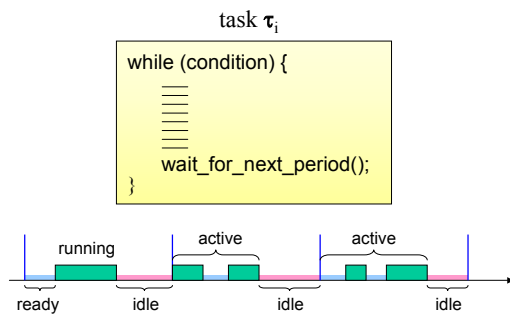 task τi
while (condition) {
wait_for_next_period();
}
running
active
active
ready
idle
idle
idle